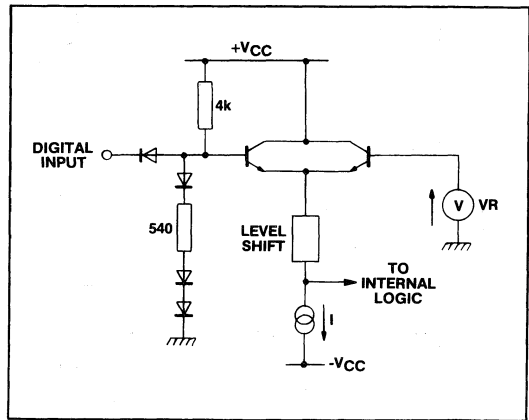 +VCC
4k
DIGITAL
INPUT
540
V
VR
LEVEL
SHIFT
TO
INTERNAL
LOGIC
I
-VCC